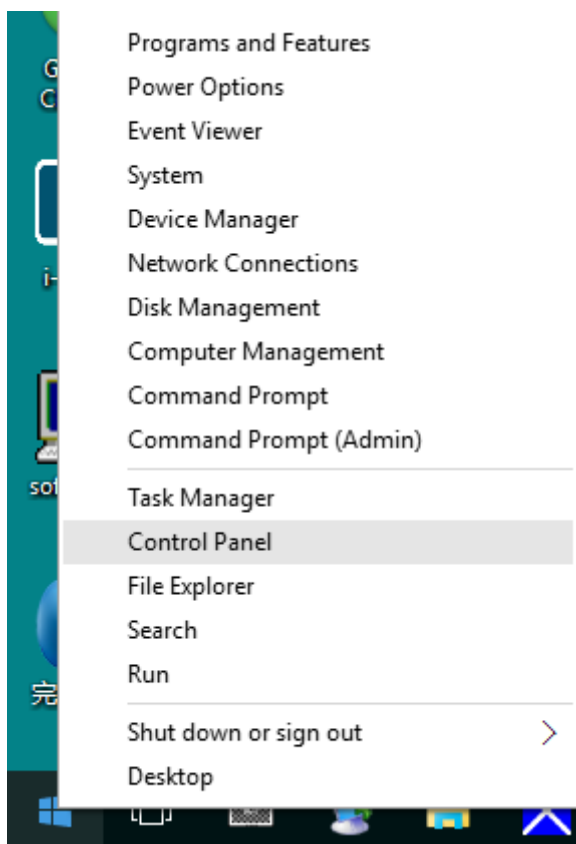 G
C
Programs and Features
Power Options
Event Viewer
System
Device Manager
i-
Network Connections
Disk Management
Computer Management
Command Prompt
Command Prompt (Admin)
Task Manager
Control Panel
File Explorer
Search
Run
完
Shut down or sign out
Desktop